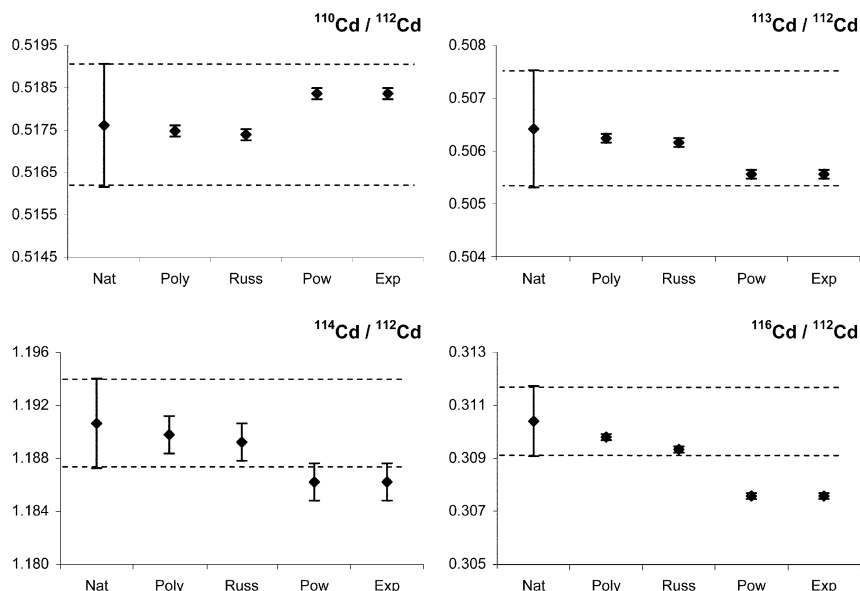 ¹¹⁰Cd / ¹¹²Cd
0.5195
0.5185
0.5175
0.5165
0.5155
0.5145
Nat Poly Russ Pow Exp
¹¹³Cd / ¹¹²Cd
0.508
0.507
0.506
0.505
0.504
Nat Poly Russ Pow Exp
¹¹⁴Cd / ¹¹²Cd
1.196
1.192
1.188
1.184
1.180
Nat Poly Russ Pow Exp
¹¹⁶Cd / ¹¹²Cd
0.313
0.311
0.309
0.307
0.305
Nat Poly Russ Pow Exp